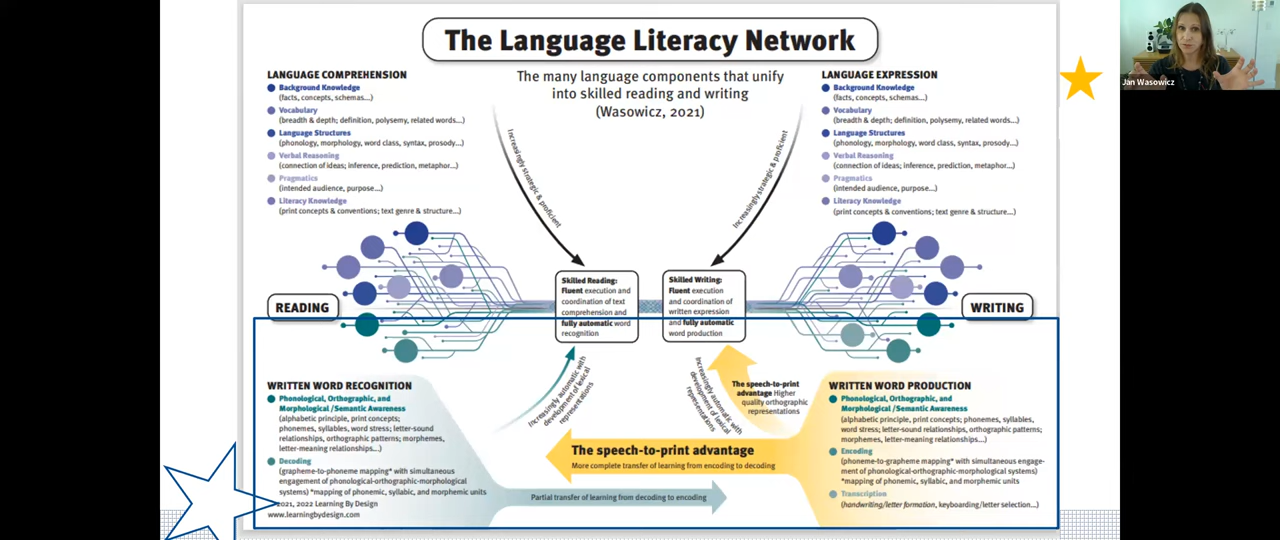 The Language Literacy Network
The many language components that unify
into skilled reading and writing
(Wasowicz, 2021)
LANGUAGE COMPREHENSION
Background Knowledge
(facts, concepts, schemas...)
Vocabulary
(breadth & depth; definition, polysemy, related words...)
Language Structures
(phonology, morphology, word class, syntax, prosody...)
Verbal Reasoning
(connection of ideas; inference, prediction, metaphor...)
Pragmatics
(intended audience, purpose...)
Literacy Knowledge
(print concepts & conventions; text genre & structure...)
Increasingly strategic & proficient
Increasingly strategic & proficient
LANGUAGE EXPRESSION
Background Knowledge
(facts, concepts, schemas...)
Vocabulary
(breadth & depth; definition, polysemy, related words...)
Language Structures
(phonology, morphology, word class, syntax, prosody...)
Verbal Reasoning
(connection of ideas; inference, prediction, metaphor...)
Pragmatics
(intended audience, purpose...)
Literacy Knowledge
(print concepts & conventions; text genre & structure...)
Jan Wasowicz
READING
Skilled Reading:
Fluent execution and
coordination of text
comprehension and
fully automatic word
recognition
Skilled Writing:
Fluent execution
and coordination of
written expression
and fully automatic
word production
WRITING
WRITTEN WORD RECOGNITION
Phonological, Orthographic, and
Morphological/Semantic Awareness
(alphabetic principle, print concepts;
phonemes, syllables, word stress; letter-sound
relationships, orthographic patterns; morphemes,
letter-meaning relationships...)
Decoding
(grapheme-to-phoneme mapping* with simultaneous
engagement of phonological-orthographic-morphological
systems) *mapping of phonemic, syllabic, and morphemic units
2021, 2022 Learning By Design
www.learningbydesign.com
Increasingly automatic with
development of lexical
representations
Increasingly automatic with
development of lexical
representations
The speech-to-print
advantage Higher
quality orthographic
representations
The speech-to-print advantage
More complete transfer of learning from encoding to decoding
Partial transfer of learning from decoding to encoding
WRITTEN WORD PRODUCTION
Phonological, Orthographic, and
Morphological/Semantic Awareness
(alphabetic principle, print concepts; phonemes, syllables,
word stress; letter-sound relationships, orthographic patterns;
morphemes, letter-meaning relationships...)
Encoding
(phoneme-to-grapheme mapping* with simultaneous engage-
ment of phonological-orthographic-morphological systems)
*mapping of phonemic, syllabic, and morphemic units
Transcription
(handwriting/letter formation, keyboarding/letter selection...)